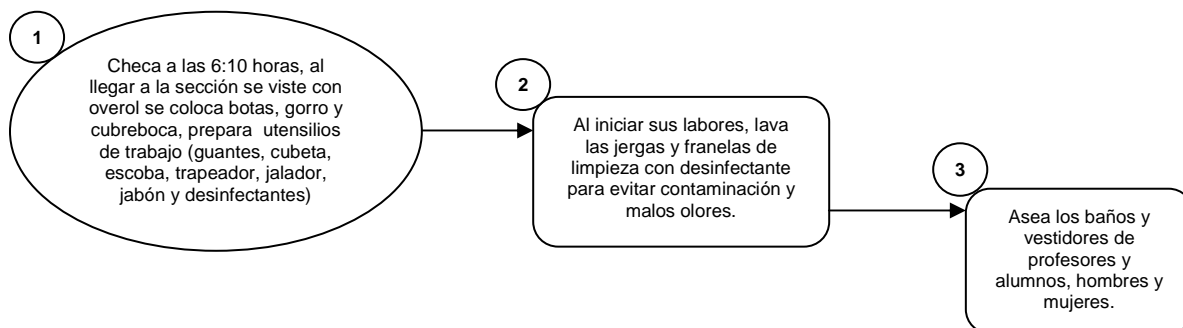 1
Checa a las 6:10 horas, al
llegar a la sección se viste con
overol se coloca botas, gorro y
cubreboca, prepara utensilios
de trabajo (guantes, cubeta,
escoba, trapeador, jalador,
jabón y desinfectantes)
2
Al iniciar sus labores, lava
las jergas y franelas de
limpieza con desinfectante
para evitar contaminación y
malos olores.
3
Asea los baños y
vestidores de
profesores y
alumnos, hombres y
mujeres.